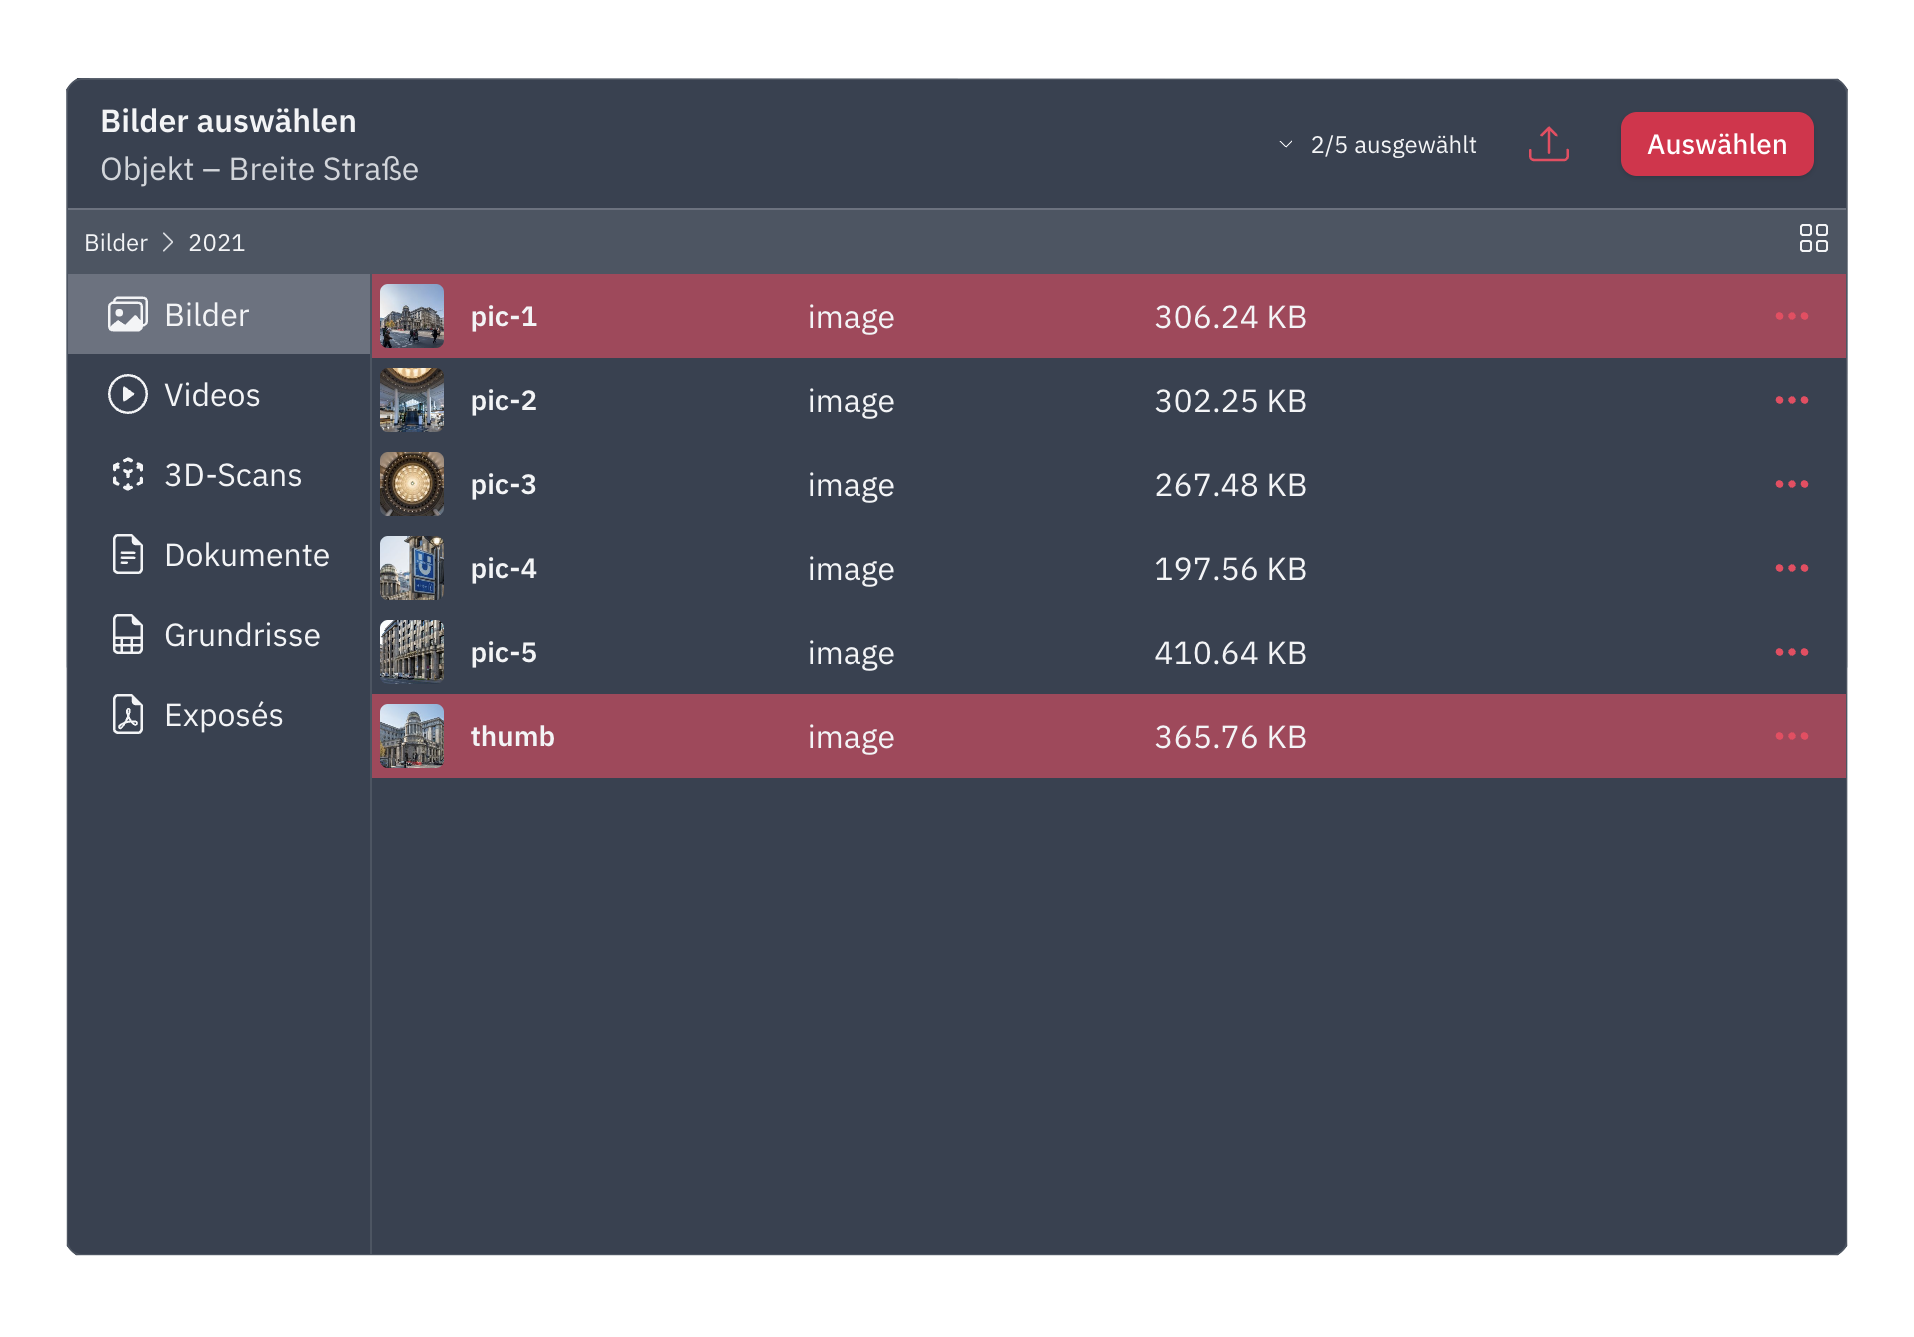 Bilder auswählen
Objekt – Breite Straße
2/5 ausgewählt
Auswählen
Bilder > 2021
Bilder
Videos
3D-Scans
Dokumente
Grundrisse
Exposés
pic-1 image 306.24 KB
pic-2 image 302.25 KB
pic-3 image 267.48 KB
pic-4 image 197.56 KB
pic-5 image 410.64 KB
thumb image 365.76 KB